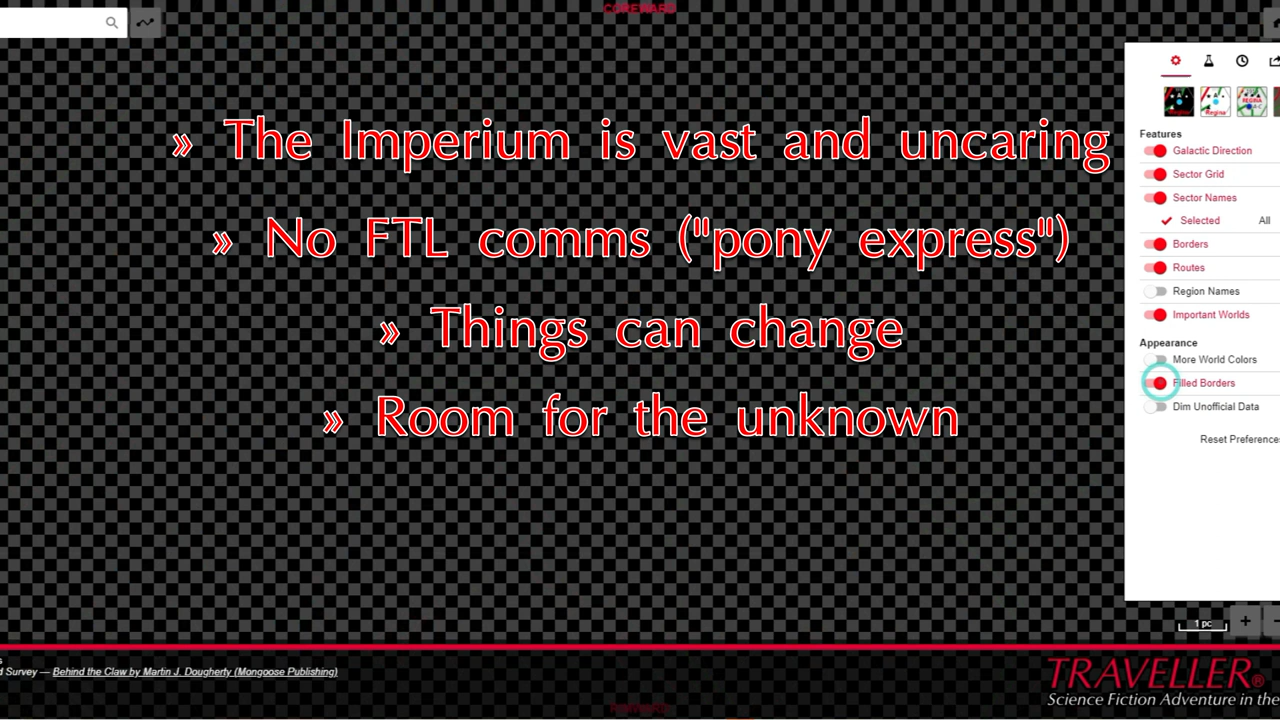 COREWARD
» The Imperium is vast and uncaring
» No FTL comms ("pony express")
» Things can change
» Room for the unknown
Features
Galactic Direction
Sector Grid
Sector Names
Selected All
Borders
Routes
Region Names
Important Worlds
Appearance
More World Colors
Filled Borders
Dim Unofficial Data
Reset Preferences
1 pc
d Survey — Behind the Claw by Martin J. Dougherty (Mongoose Publishing)
TRAVELLER®
Science Fiction Adventure in the
RIMWARD